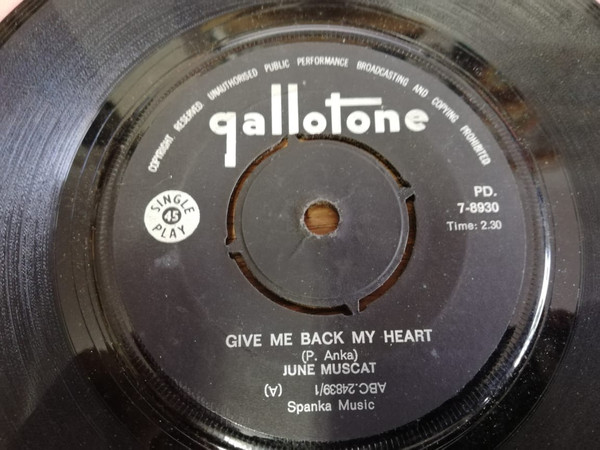 COPYRIGHT RESERVED. UNAUTHORISED PUBLIC PERFORMANCE BROADCASTING AND COPYING PROHIBITED
gallotone
SINGLE
45
PLAY
PD.
7-8930
Time: 2.30
GIVE ME BACK MY HEART
(P. Anka)
JUNE MUSCAT
ABC.24839/1 (A)
Spanka Music